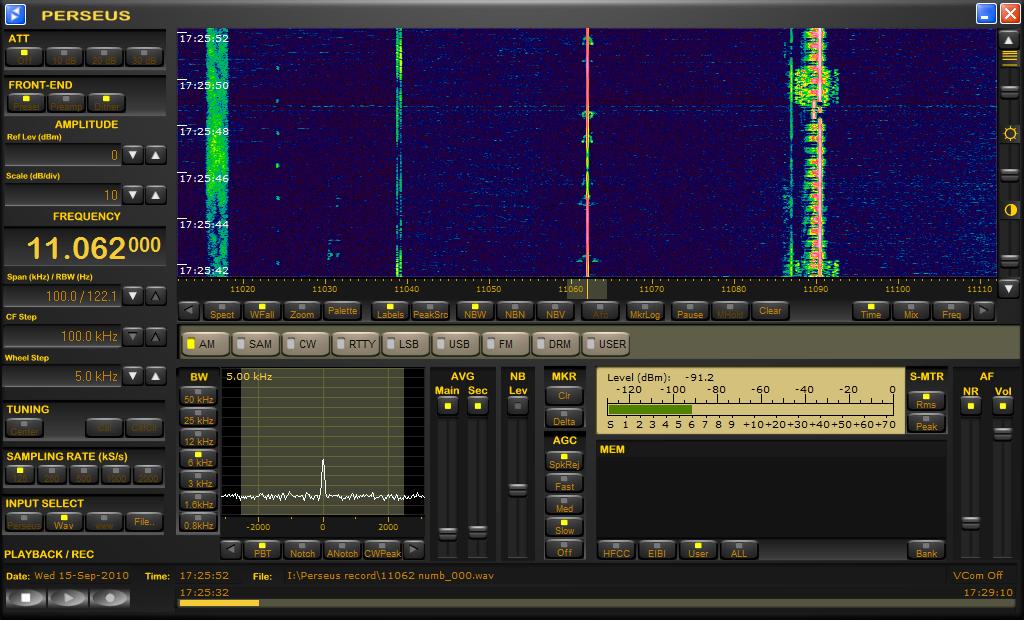 PERSEUS
ATT
Off 10 dB 20 dB 30 dB
FRONT-END
Presel Preamp Dither
AMPLITUDE
Ref Lev (dBm)
0
Scale (dB/div)
10
FREQUENCY
11.062000
Span (kHz) / RBW (Hz)
100.0 / 122.1
CF Step
100.0 kHz
Wheel Step
5.0 kHz
TUNING
Center Cal CalClr
SAMPLING RATE (kS/s)
125 250 500 1000 2000
INPUT SELECT
Perseus Wav File..
17:25:52
17:25:50
17:25:48
17:25:46
17:25:44
17:25:42
11020 11030 11040 11050 11060 11070 11080 11090 11100 11110
Spect WFall Zoom Palette Labels PeakSrc NBW NBN NBV Afc MkrLog Pause MHold Clear Time Mix Freq
AM SAM CW RTTY LSB USB FM DRM USER
BW
50 kHz
25 kHz
12 kHz
6 kHz
3 kHz
1.6kHz
0.8kHz
5.00 kHz
-2000 0 2000
PBT Notch ANotch CWPeak
AVG
Main Sec
NB
Lev
MKR
Clr
Delta
AGC
SpkRej
Fast
Med
Slow
Off
Level (dBm): -91.2
-120 -100 -80 -60 -40 -20 0
S 1 2 3 4 5 6 7 8 9 +10+20+30+40+50+60+70
S-MTR
Rms
Peak
AF
NR Vol
MEM
HFCC EIBI User ALL Bank
PLAYBACK / REC
Date: Wed 15-Sep-2010 Time: 17:25:52 File: I:\Perseus record\11062 numb_000.wav VCom Off
17:25:32 17:29:10